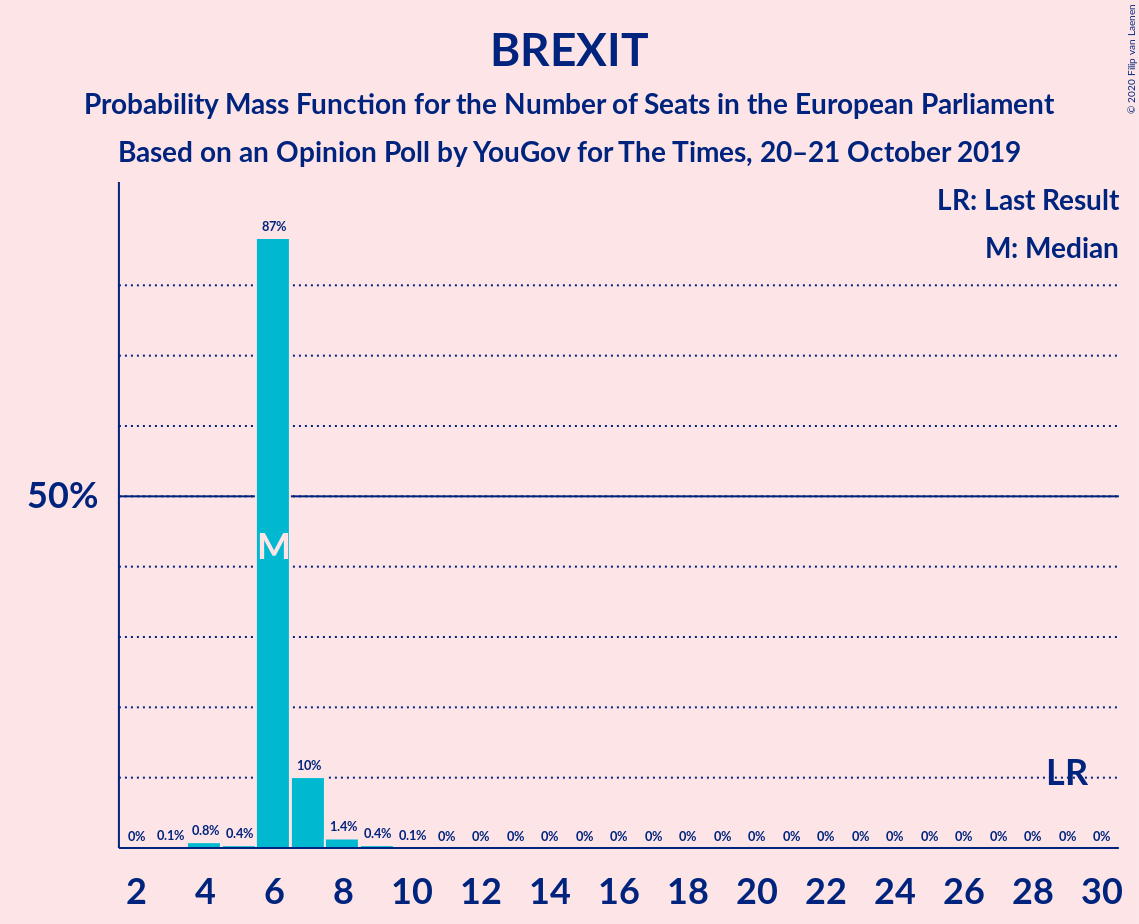 BREXIT
Probability Mass Function for the Number of Seats in the European Parliament
Based on an Opinion Poll by YouGov for The Times, 20–21 October 2019
© 2020 Filip van Laenen
LR: Last Result
M: Median
87%
50%
M
10%
LR
0% 0.1% 0.8% 0.4% 1.4% 0.4% 0.1% 0% 0% 0% 0% 0% 0% 0% 0% 0% 0% 0% 0% 0% 0% 0% 0% 0% 0% 0% 0%
2 4 6 8 10 12 14 16 18 20 22 24 26 28 30